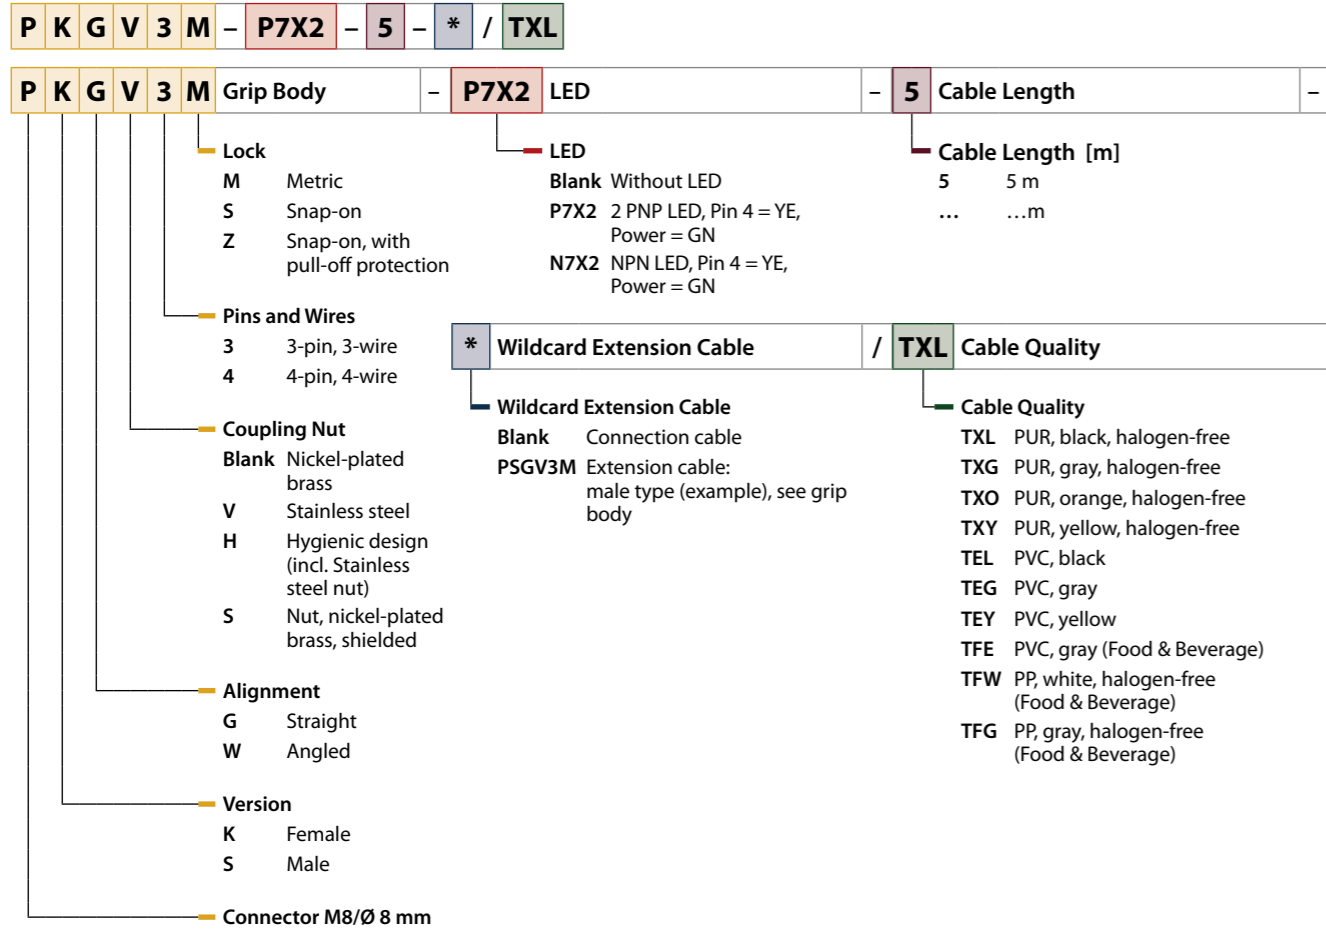 P K G V 3 M – P7X2 – 5 – * / TXL
P K G V 3 M Grip Body – P7X2 LED – 5 Cable Length –
Lock
M Metric
S Snap-on
Z Snap-on, with
pull-off protection
Pins and Wires
3 3-pin, 3-wire
4 4-pin, 4-wire
Coupling Nut
Blank Nickel-plated
brass
V Stainless steel
H Hygienic design
(incl. Stainless
steel nut)
S Nut, nickel-plated
brass, shielded
Alignment
G Straight
W Angled
Version
K Female
S Male
Connector M8/Ø 8 mm
LED
Blank Without LED
P7X2 2 PNP LED, Pin 4 = YE,
Power = GN
N7X2 NPN LED, Pin 4 = YE,
Power = GN
Cable Length [m]
5 5 m
... ...m
* Wildcard Extension Cable / TXL Cable Quality
Wildcard Extension Cable
Blank Connection cable
PSGV3M Extension cable:
male type (example), see grip
body
Cable Quality
TXL PUR, black, halogen-free
TXG PUR, gray, halogen-free
TXO PUR, orange, halogen-free
TXY PUR, yellow, halogen-free
TEL PVC, black
TEG PVC, gray
TEY PVC, yellow
TFE PVC, gray (Food & Beverage)
TFW PP, white, halogen-free
(Food & Beverage)
TFG PP, gray, halogen-free
(Food & Beverage)